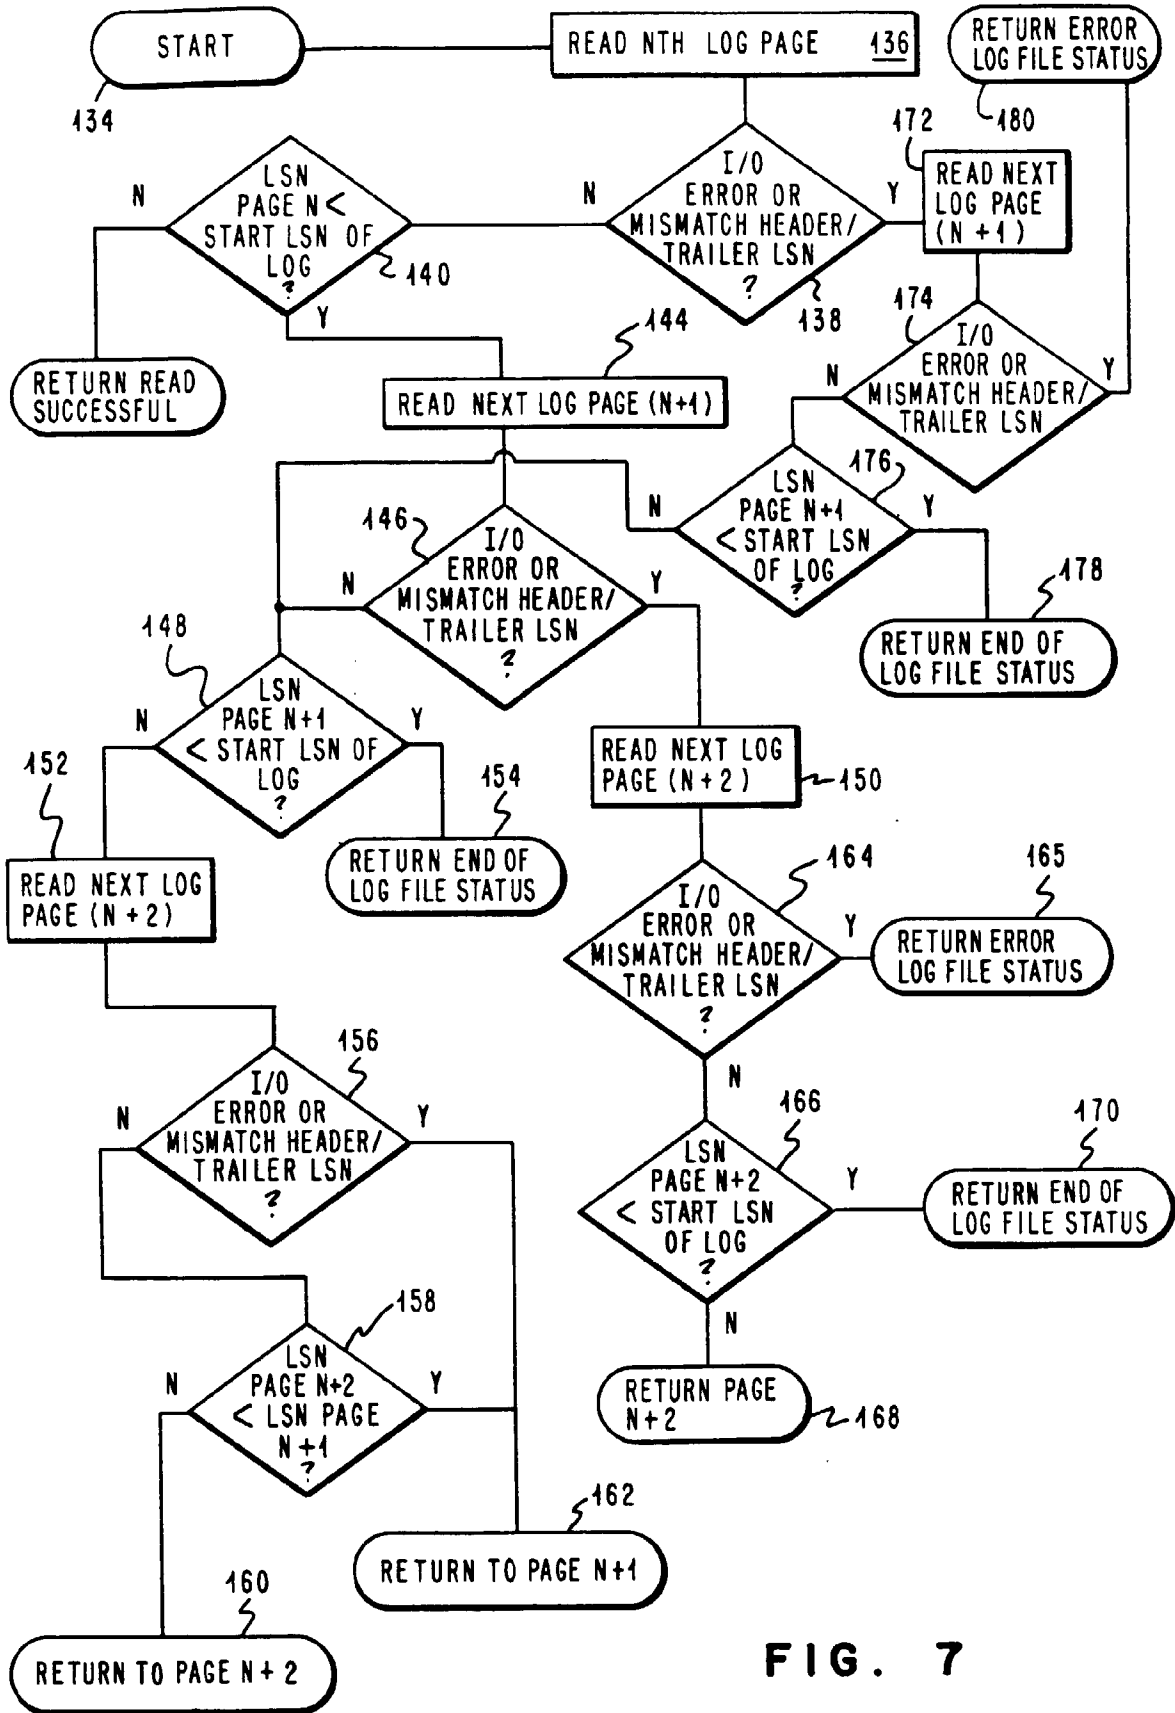 START
134
READ NTH LOG PAGE 136
RETURN ERROR
LOG FILE STATUS
180
I/O
ERROR OR
MISMATCH HEADER/
TRAILER LSN
?
138
N
Y
172
READ NEXT
LOG PAGE
(N+1)
LSN
PAGE N <
START LSN OF
LOG
?
140
N
Y
RETURN READ
SUCCESSFUL
144
READ NEXT LOG PAGE (N+1)
174
I/O
ERROR OR
MISMATCH HEADER/
TRAILER LSN
N
Y
176
LSN
PAGE N+1
< START LSN
OF LOG
?
N
Y
178
RETURN END OF
LOG FILE STATUS
146
I/O
ERROR OR
MISMATCH HEADER/
TRAILER LSN
?
N
Y
148
LSN
PAGE N+1
< START LSN OF
LOG
?
N
Y
152
READ NEXT LOG
PAGE (N+2)
154
RETURN END OF
LOG FILE STATUS
READ NEXT LOG
PAGE (N+2)
150
164
I/O
ERROR OR
MISMATCH HEADER/
TRAILER LSN
?
Y
N
165
RETURN ERROR
LOG FILE STATUS
156
I/O
ERROR OR
MISMATCH HEADER/
TRAILER LSN
?
N
Y
166
LSN
PAGE N+2
< START LSN
OF LOG
?
Y
N
170
RETURN END OF
LOG FILE STATUS
158
LSN
PAGE N+2
< LSN PAGE
N+1
?
N
Y
RETURN PAGE
N+2
168
162
RETURN TO PAGE N+1
160
RETURN TO PAGE N+2
FIG. 7